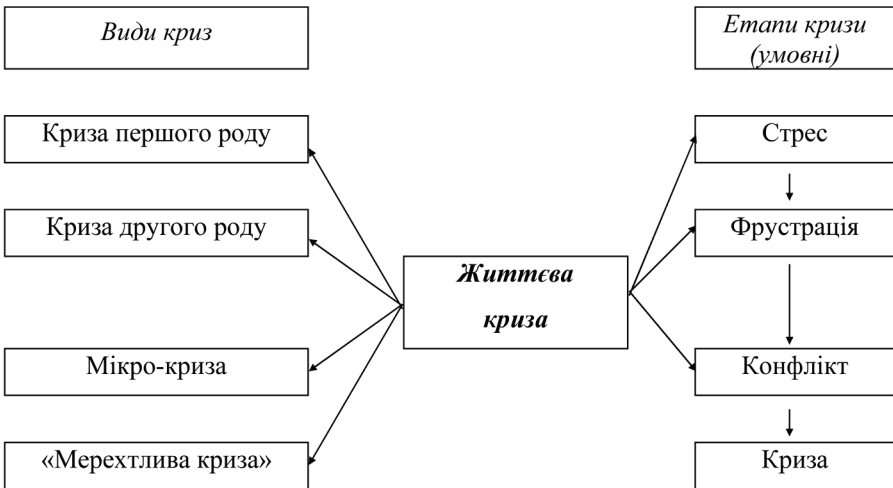 Види криз
Етапи кризи
(умовні)
Криза першого роду
Стрес
Криза другого роду
Фрустрація
Життєва
криза
Мікро-криза
Конфлікт
«Мерехтлива криза»
Криза